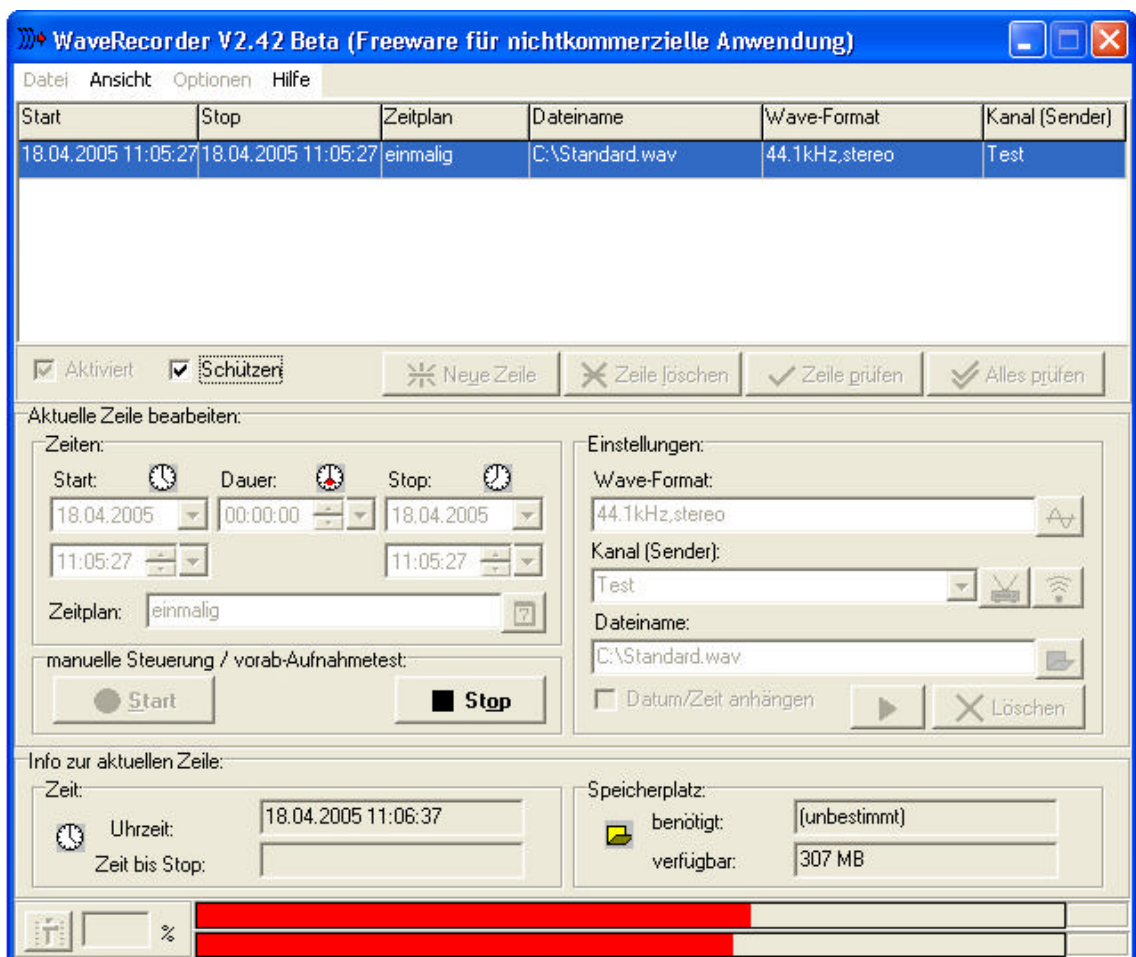 WaveRecorder V2.42 Beta (Freeware für nichtkommerzielle Anwendung)
Datei Ansicht Optionen Hilfe
Start Stop Zeitplan Dateiname Wave-Format Kanal (Sender)
18.04.2005 11:05:27 18.04.2005 11:05:27 einmalig C:\Standard.wav 44.1kHz,stereo Test
Aktiviert Schützen Neue Zeile Zeile löschen Zeile prüfen Alles prüfen
Aktuelle Zeile bearbeiten:
Zeiten:
Start: Dauer: Stop:
18.04.2005 00:00:00 18.04.2005
11:05:27 11:05:27
Zeitplan: einmalig
manuelle Steuerung / vorab-Aufnahmetest:
Start Stop
Einstellungen:
Wave-Format:
44.1kHz,stereo
Kanal (Sender):
Test
Dateiname:
C:\Standard.wav
Datum/Zeit anhängen Löschen
Info zur aktuellen Zeile:
Zeit:
Uhrzeit: 18.04.2005 11:06:37
Zeit bis Stop:
Speicherplatz:
benötigt: (unbestimmt)
verfügbar: 307 MB
%